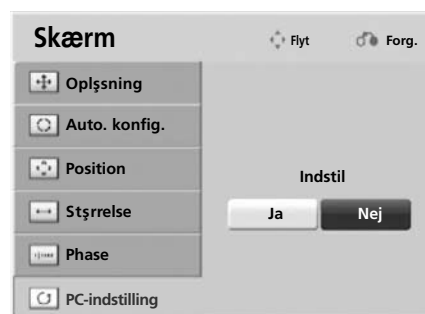 Skærm
Flyt
Forg.
Oplşsning
Auto. konfig.
Position
Stşrrelse
Phase
PC-indstilling
Indstil
Ja
Nej